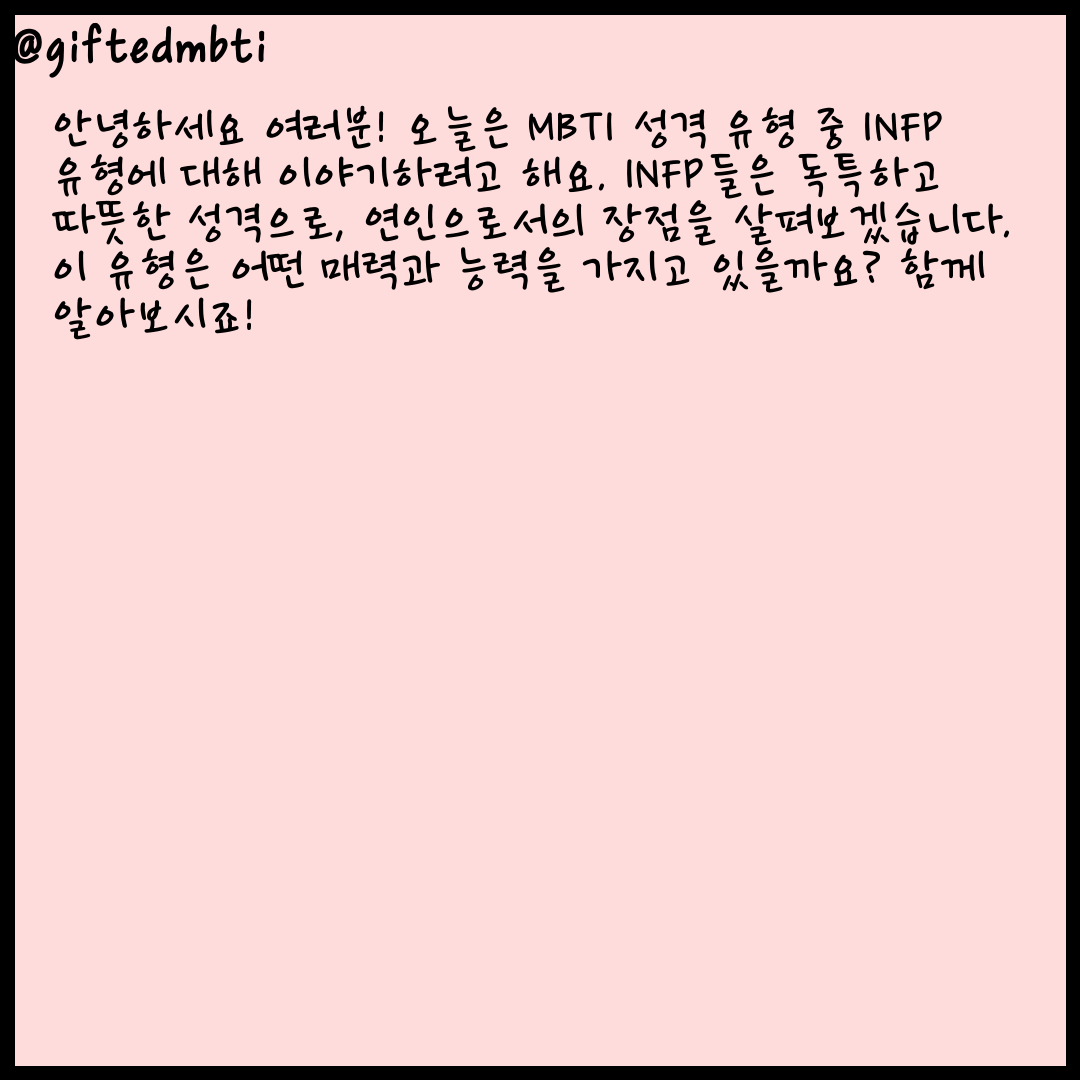 @giftedmbti
안녕하세요 여러분! 오늘은 MBTI 성격 유형 중 INFP
유형에 대해 이야기하려고 해요. INFP들은 독특하고
따뜻한 성격으로, 연인으로서의 장점을 살펴보겠습니다.
이 유형은 어떤 매력과 능력을 가지고 있을까요? 함께
알아보시죠!